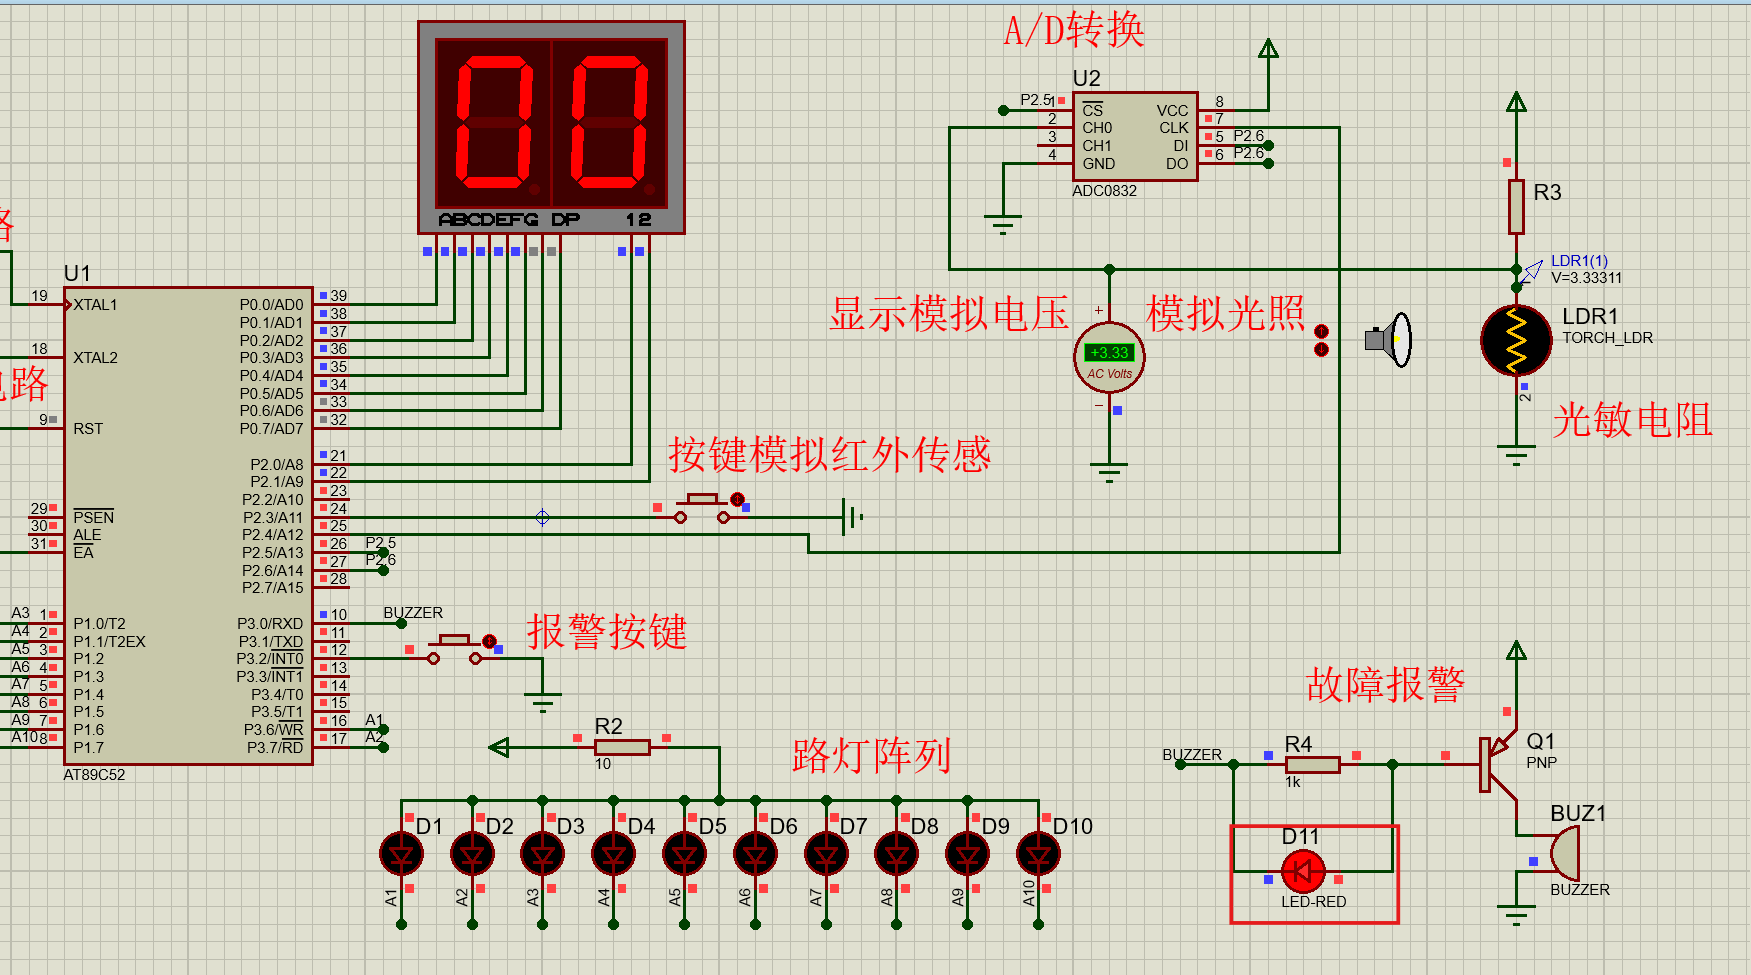 A/D转换
路
ABCDEFG DP 12
U1
19 XTAL1
18 XTAL2
电路
9 RST
29 PSEN
30 ALE
31 EA
A3 1 P1.0/T2
A4 2 P1.1/T2EX
A5 3 P1.2
A6 4 P1.3
A7 5 P1.4
A8 6 P1.5
A9 7 P1.6
A10 8 P1.7
P0.0/AD0 39
P0.1/AD1 38
P0.2/AD2 37
P0.3/AD3 36
P0.4/AD4 35
P0.5/AD5 34
P0.6/AD6 33
P0.7/AD7 32
P2.0/A8 21
P2.1/A9 22
P2.2/A10 23
P2.3/A11 24
P2.4/A12 25
P2.5/A13 26 P2.5
P2.6/A14 27 P2.6
P2.7/A15 28
P3.0/RXD 10 BUZZER
P3.1/TXD 11
P3.2/INT0 12
P3.3/INT1 13
P3.4/T0 14
P3.5/T1 15
P3.6/WR 16 A1
P3.7/RD 17 A2
AT89C52
00
U2
P2.5 1 CS
2 CH0
3 CH1
4 GND
VCC 8
CLK 7
DI 5 P2.6
DO 6 P2.6
ADC0832
R3
LDR1(1)
V=3.33311
显示模拟电压
模拟光照
+
+3.33
AC Volts
−
LDR1
TORCH_LDR
2
光敏电阻
按键模拟红外传感
报警按键
R2
10
路灯阵列
D1 D2 D3 D4 D5 D6 D7 D8 D9 D10
A1 A2 A3 A4 A5 A6 A7 A8 A9 A10
故障报警
BUZZER
R4
1k
Q1
PNP
D11
LED-RED
BUZ1
BUZZER